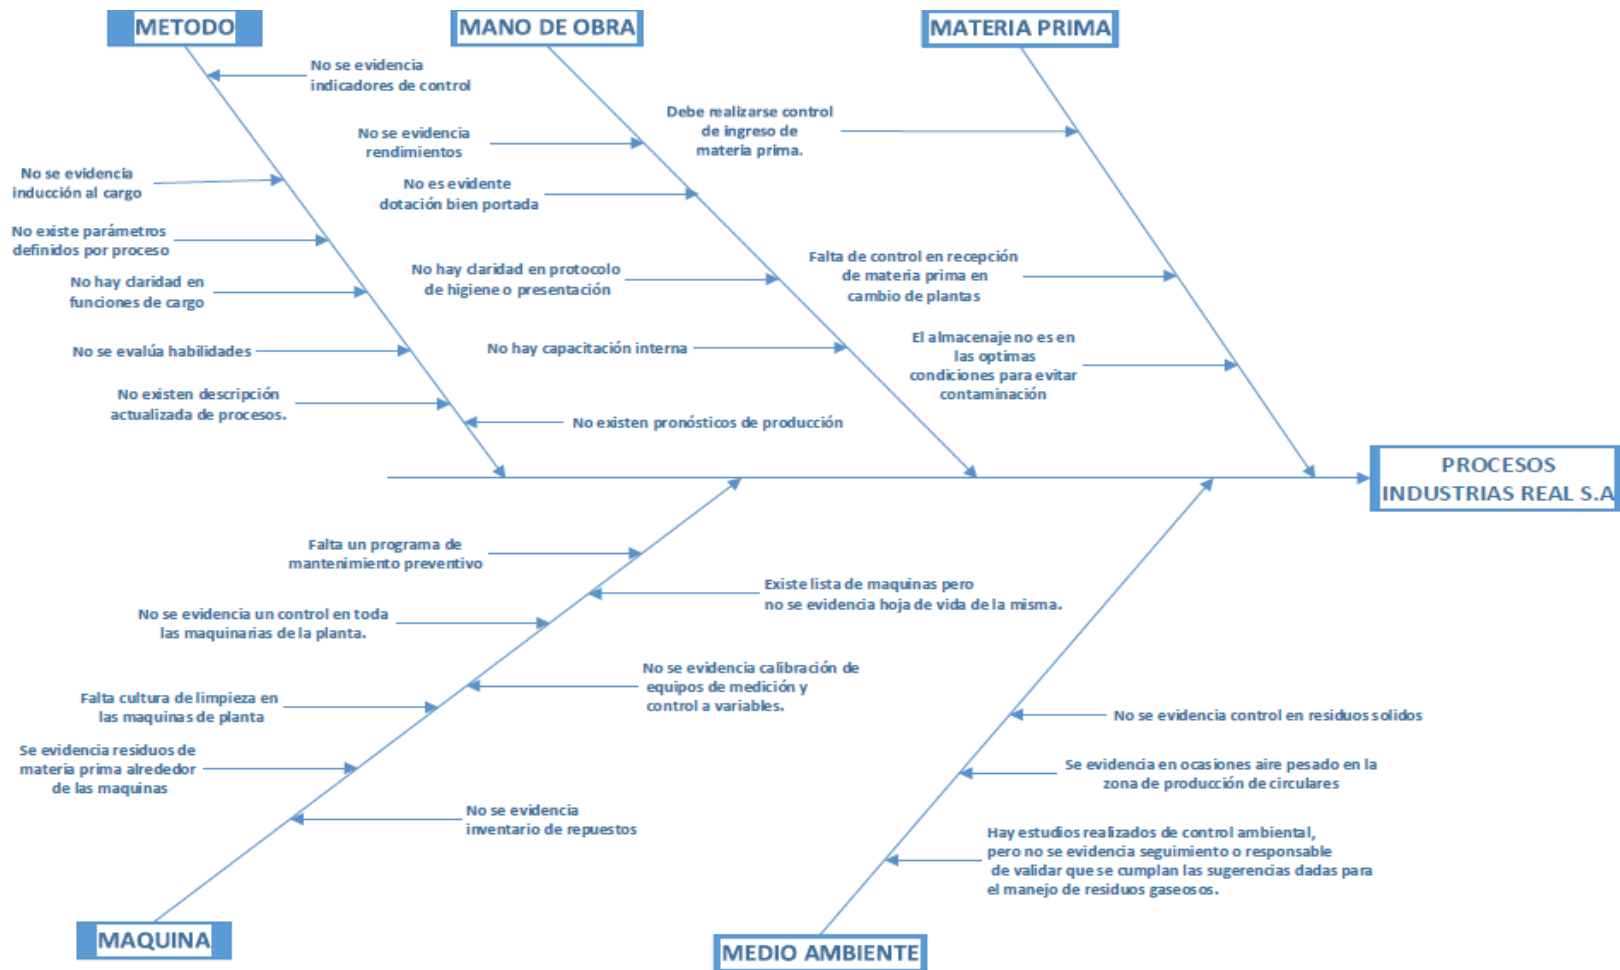 METODO
MANO DE OBRA
MATERIA PRIMA
No se evidencia
indicadores de control
No se evidencia
inducción al cargo
No existe parámetros
definidos por proceso
No hay claridad en
funciones de cargo
No se evalúa habilidades
No existen descripción
actualizada de procesos.
No existen pronósticos de producción
No se evidencia
rendimientos
No es evidente
dotación bien portada
No hay claridad en protocolo
de higiene o presentación
No hay capacitación interna
Debe realizarse control
de ingreso de
materia prima.
Falta de control en recepción
de materia prima en
cambio de plantas
El almacenaje no es en
las optimas
condiciones para evitar
contaminación
PROCESOS
INDUSTRIAS REAL S.A
Falta un programa de
mantenimiento preventivo
Existe lista de maquinas pero
no se evidencia hoja de vida de la misma.
No se evidencia un control en toda
las maquinarias de la planta.
No se evidencia calibración de
equipos de medición y
control a variables.
Falta cultura de limpieza en
las maquinas de planta
Se evidencia residuos de
materia prima alrededor
de las maquinas
No se evidencia
inventario de repuestos
No se evidencia control en residuos solidos
Se evidencia en ocasiones aire pesado en la
zona de producción de circulares
Hay estudios realizados de control ambiental,
pero no se evidencia seguimiento o responsable
de validar que se cumplan las sugerencias dadas para
el manejo de residuos gaseosos.
MAQUINA
MEDIO AMBIENTE